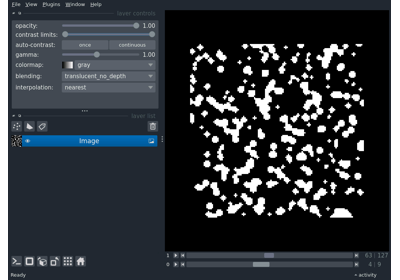 File View Plugins Window Help
layer controls
opacity: 1.00
contrast limits:
auto-contrast: once continuous
gamma: 1.00
colormap: gray
blending: translucent_no_depth
interpolation: nearest
layer list
Image
1 63 127
0 4 9
Ready activity